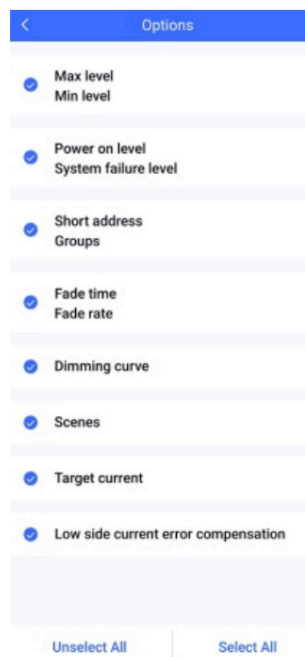 Options
Max level
Min level
Power on level
System failure level
Short address
Groups
Fade time
Fade rate
Dimming curve
Scenes
Target current
Low side current error compensation
Unselect All
Select All